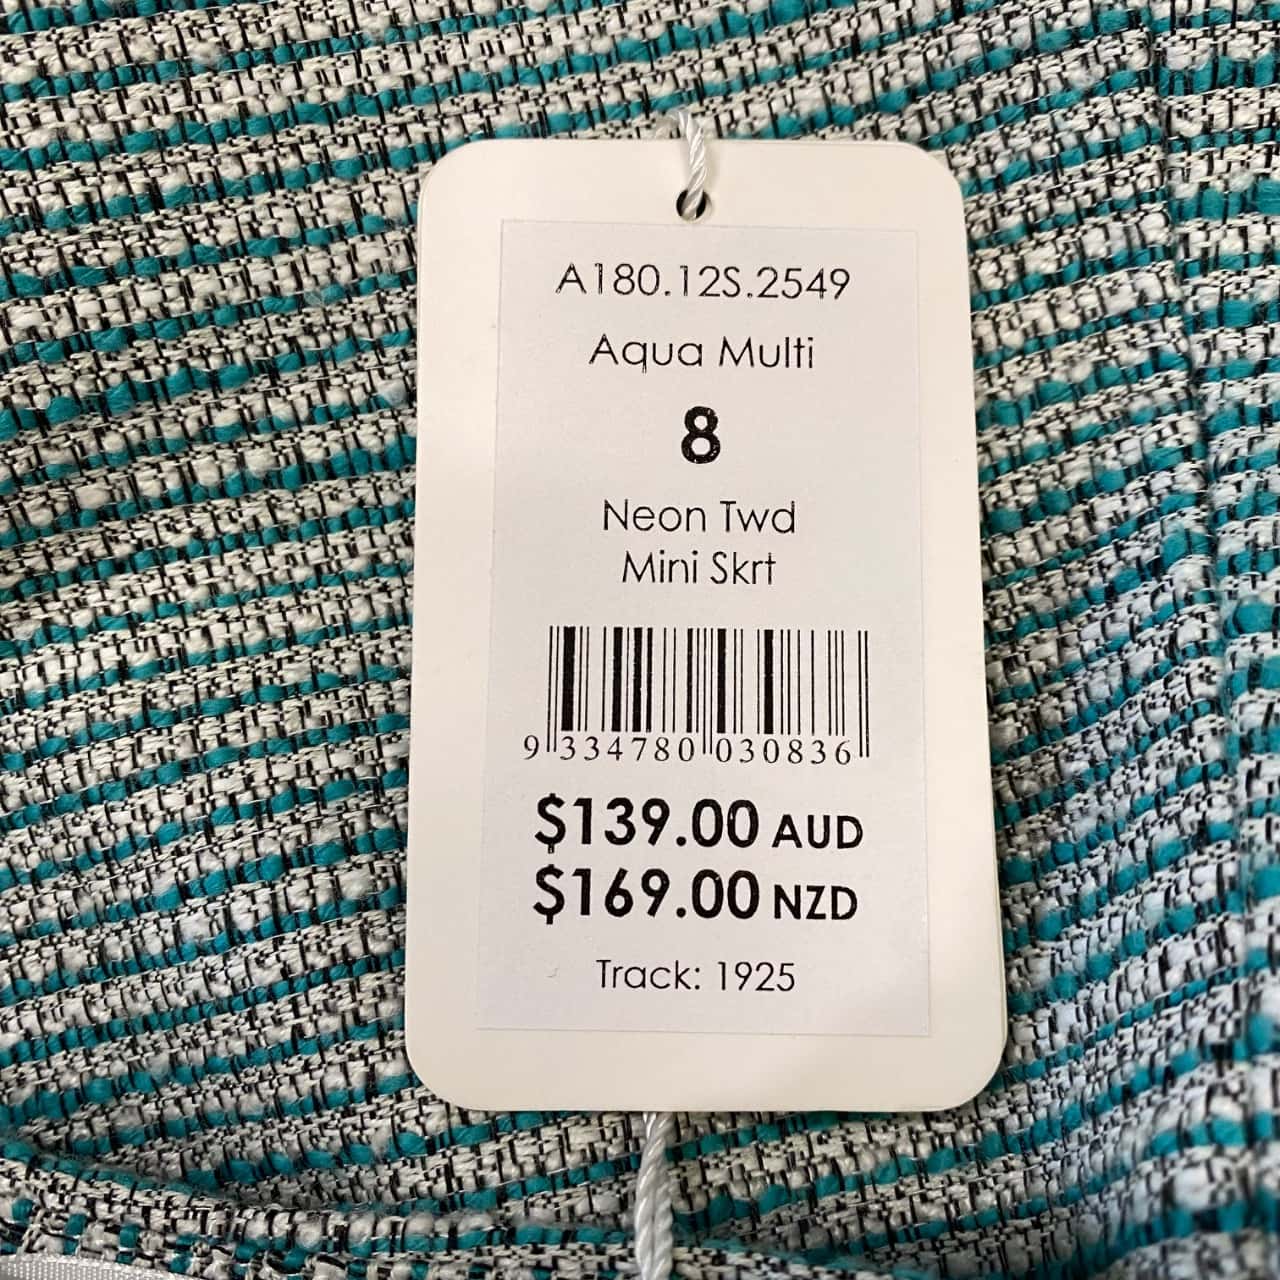 A180.12S.2549
Aqua Multi
8
Neon Twd
Mini Skrt
9 334780 030836
$139.00 AUD
$169.00 NZD
Track: 1925